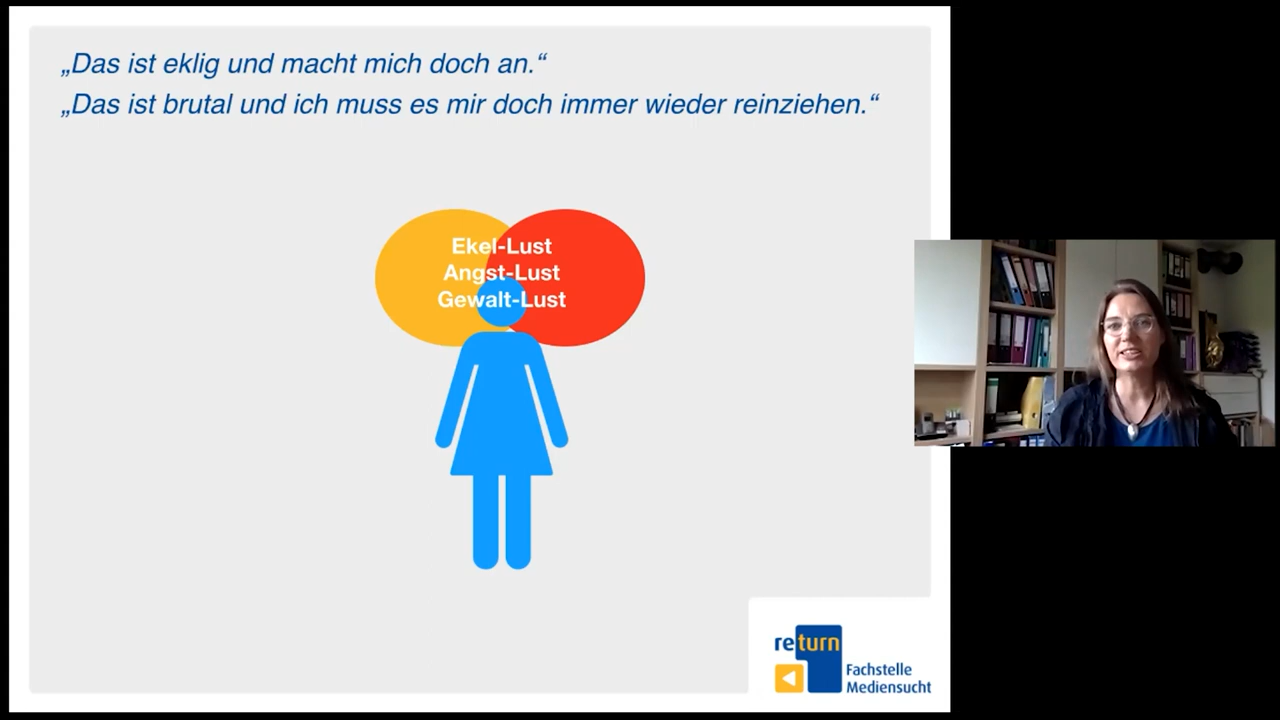 „Das ist eklig und macht mich doch an.“
„Das ist brutal und ich muss es mir doch immer wieder reinziehen.“
Ekel-Lust
Angst-Lust
Gewalt-Lust
return
Fachstelle
Mediensucht